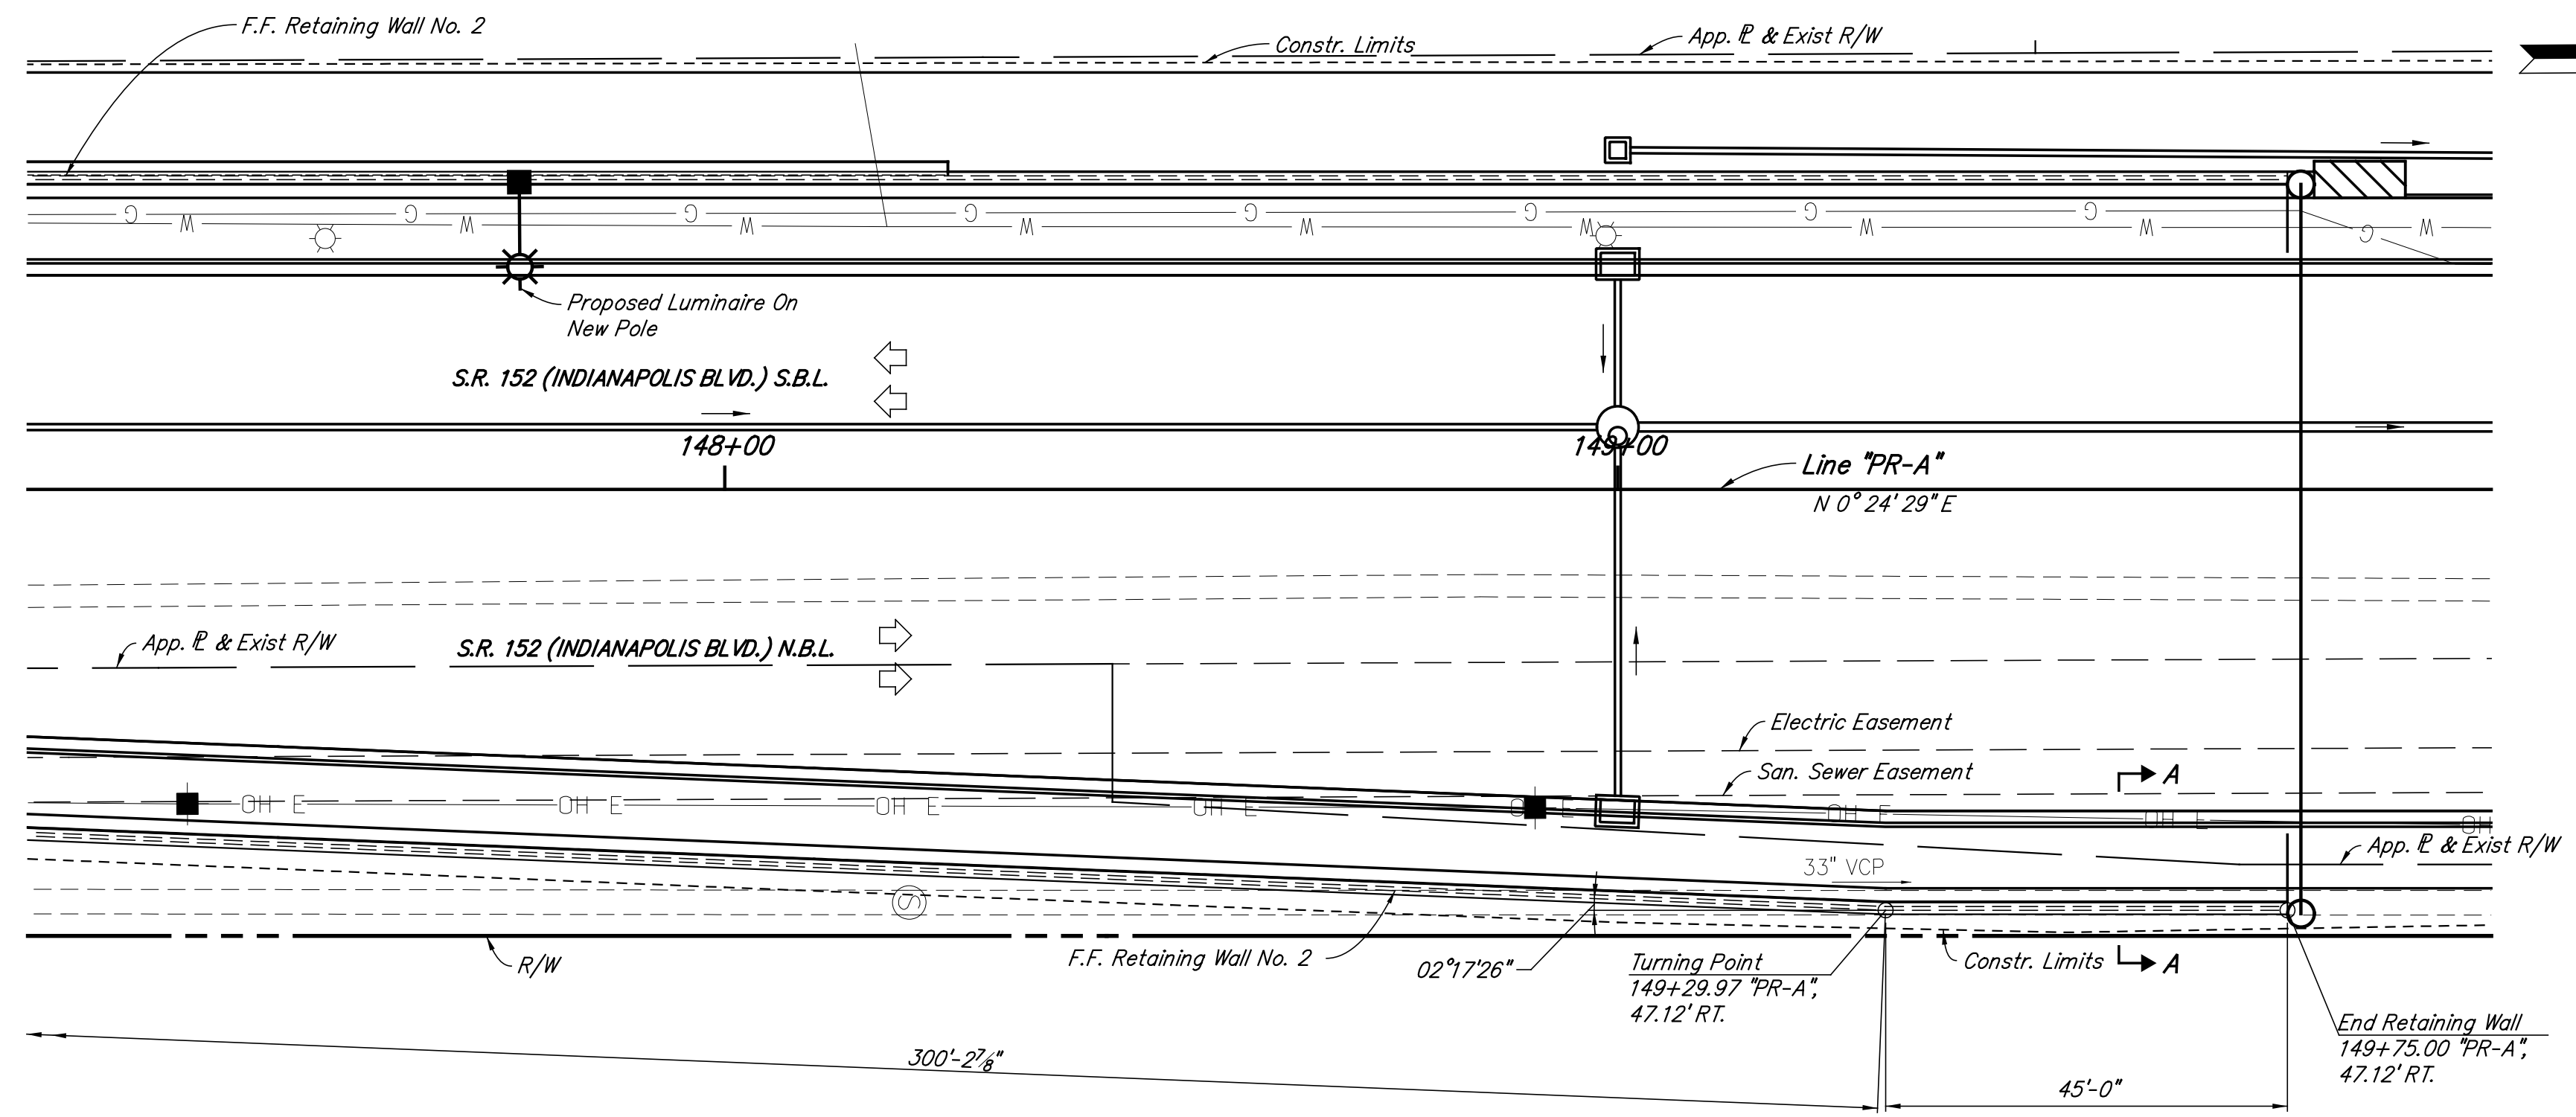 F.F. Retaining Wall No. 2
Constr. Limits
App. ⅊ & Exist R/W
G G G G G G G G G
W W W W W W W W W
Proposed Luminaire On
New Pole
S.R. 152 (INDIANAPOLIS BLVD.) S.B.L.
148+00
149+00
Line "PR-A"
N 0° 24' 29" E
App. ⅊ & Exist R/W
S.R. 152 (INDIANAPOLIS BLVD.) N.B.L.
Electric Easement
San. Sewer Easement
A
OH E OH E OH E OH E OH E OH E OH E OH
App. ⅊ & Exist R/W
33" VCP
S
F.F. Retaining Wall No. 2
R/W
02°17'26"
Turning Point
149+29.97 "PR-A",
47.12' RT.
Constr. Limits
A
End Retaining Wall
149+75.00 "PR-A",
47.12' RT.
300'-2⅞"
45'-0"